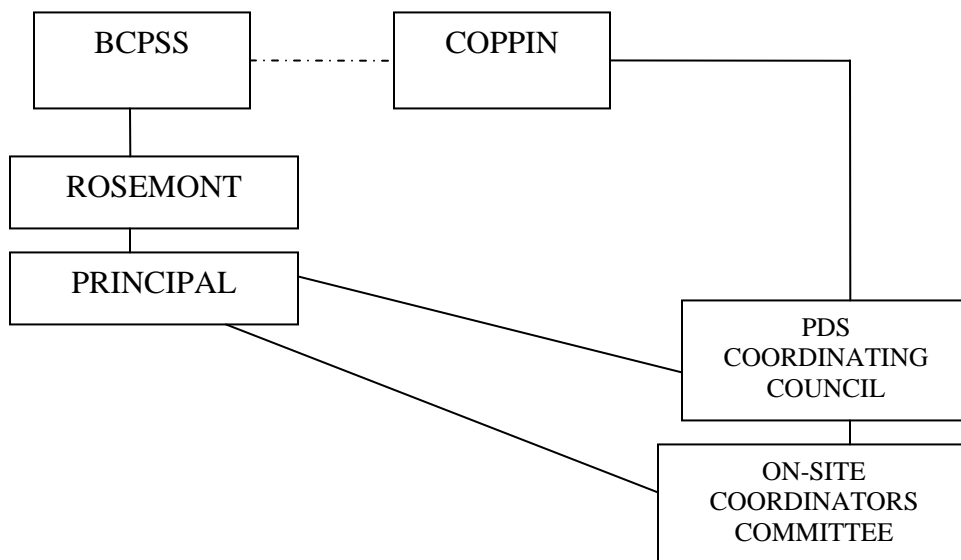 BCPSS
COPPIN
ROSEMONT
PRINCIPAL
PDS
COORDINATING
COUNCIL
ON-SITE
COORDINATORS
COMMITTEE